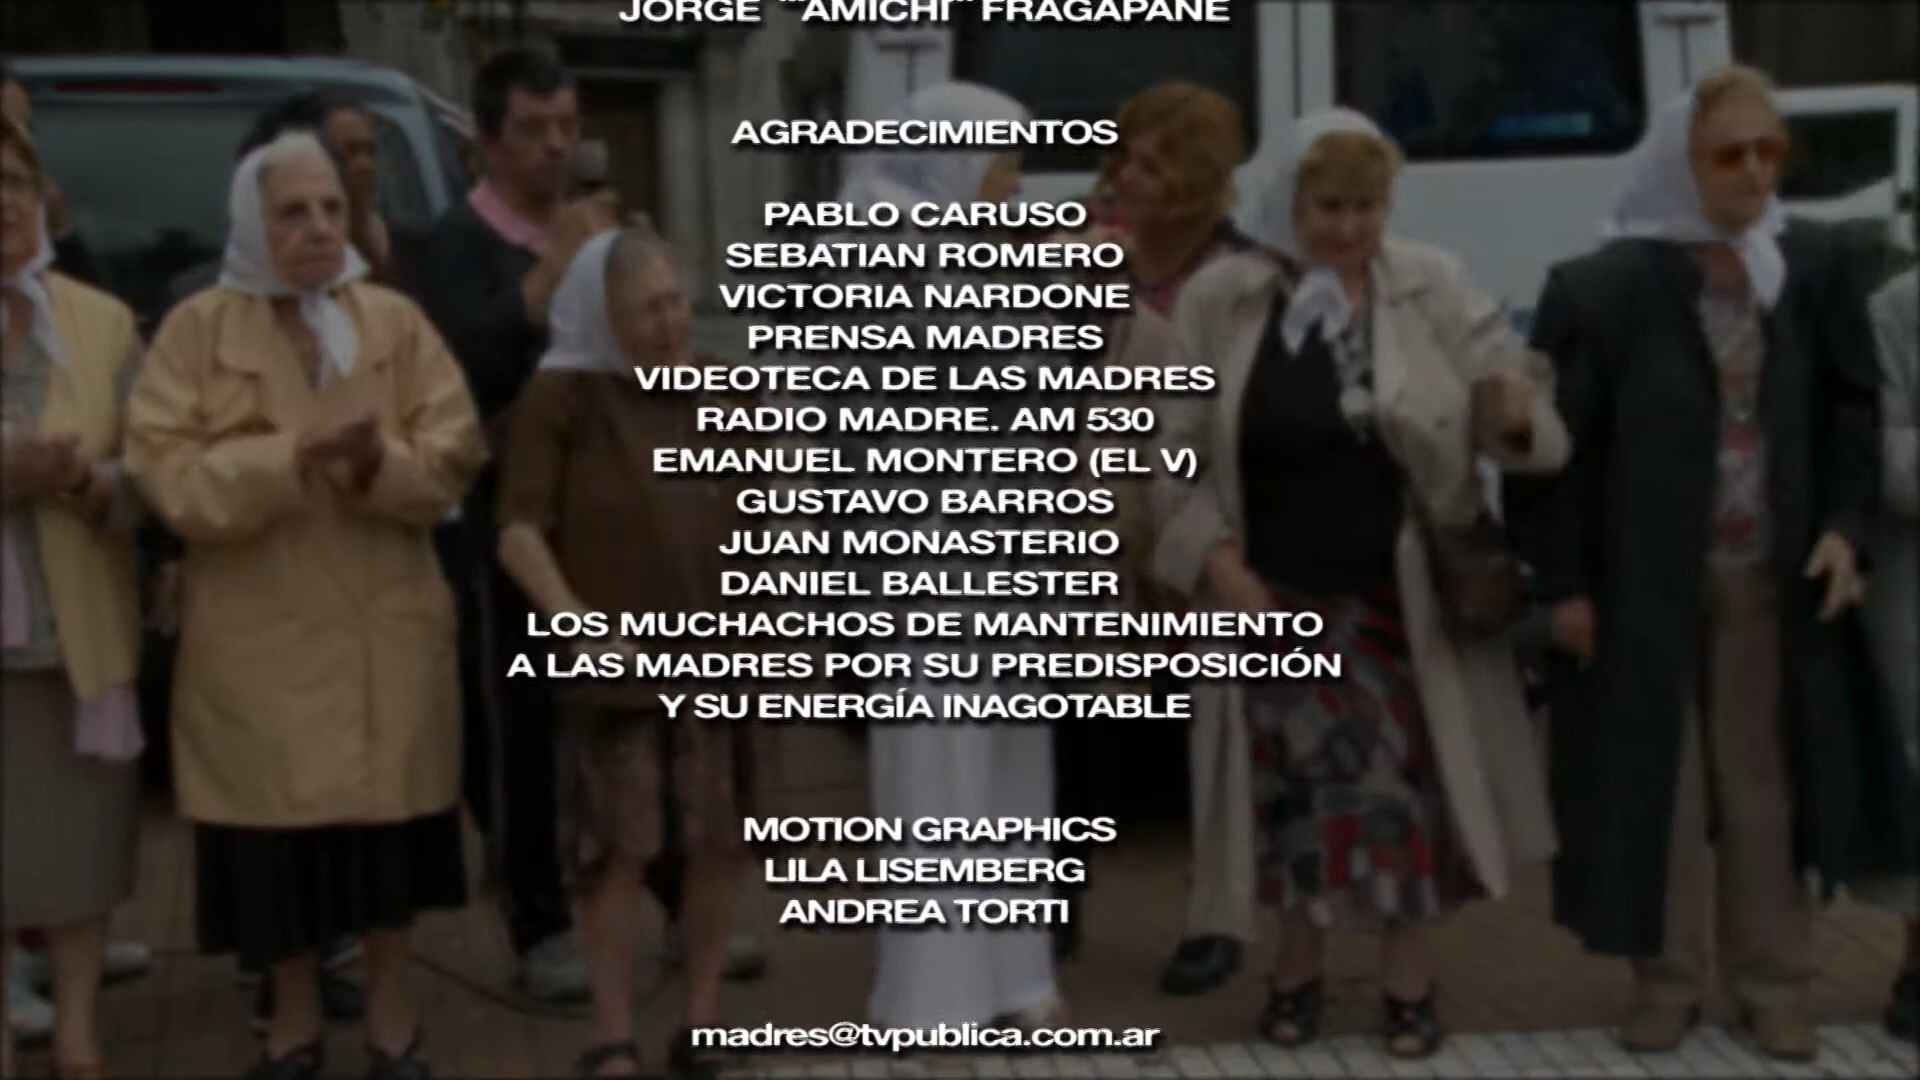 JORGE ""AMICHI" FRAGAPANE
AGRADECIMIENTOS
PABLO CARUSO
SEBATIAN ROMERO
VICTORIA NARDONE
PRENSA MADRES
VIDEOTECA DE LAS MADRES
RADIO MADRE. AM 530
EMANUEL MONTERO (EL V)
GUSTAVO BARROS
JUAN MONASTERIO
DANIEL BALLESTER
LOS MUCHACHOS DE MANTENIMIENTO
A LAS MADRES POR SU PREDISPOSICIÓN
Y SU ENERGÍA INAGOTABLE
MOTION GRAPHICS
LILA LISEMBERG
ANDREA TORTI
madres@tvpublica.com.ar